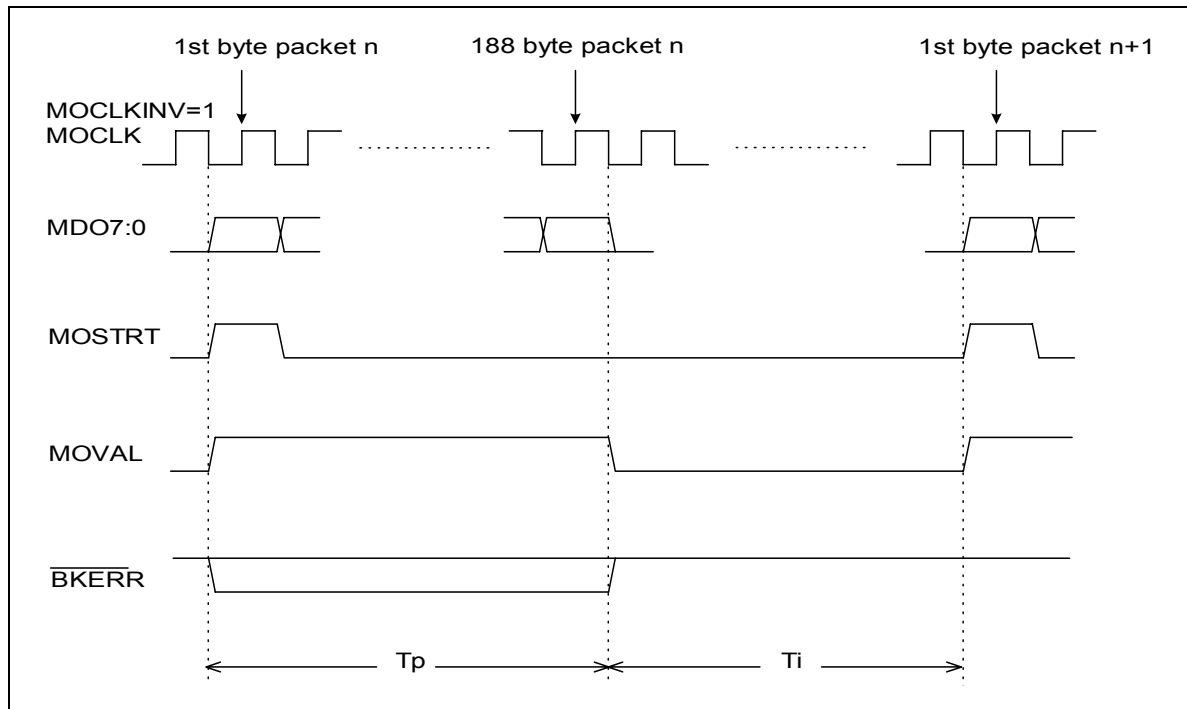 1st byte packet n
188 byte packet n
1st byte packet n+1
MOCLKINV=1
MOCLK
MDO7:0
MOSTRT
MOVAL
BKERR
Tp
Ti